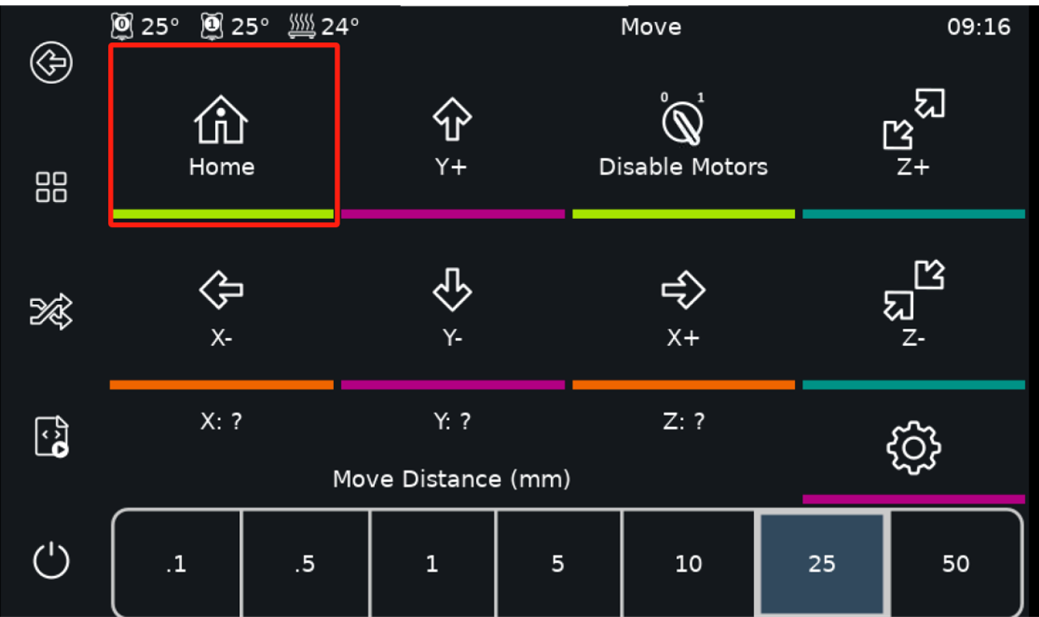 0 25° 1 25° 24° Move 09:16
Home Y+ 0 1 Disable Motors Z+
X- Y- X+ Z-
X: ? Y: ? Z: ?
Move Distance (mm)
.1 .5 1 5 10 25 50